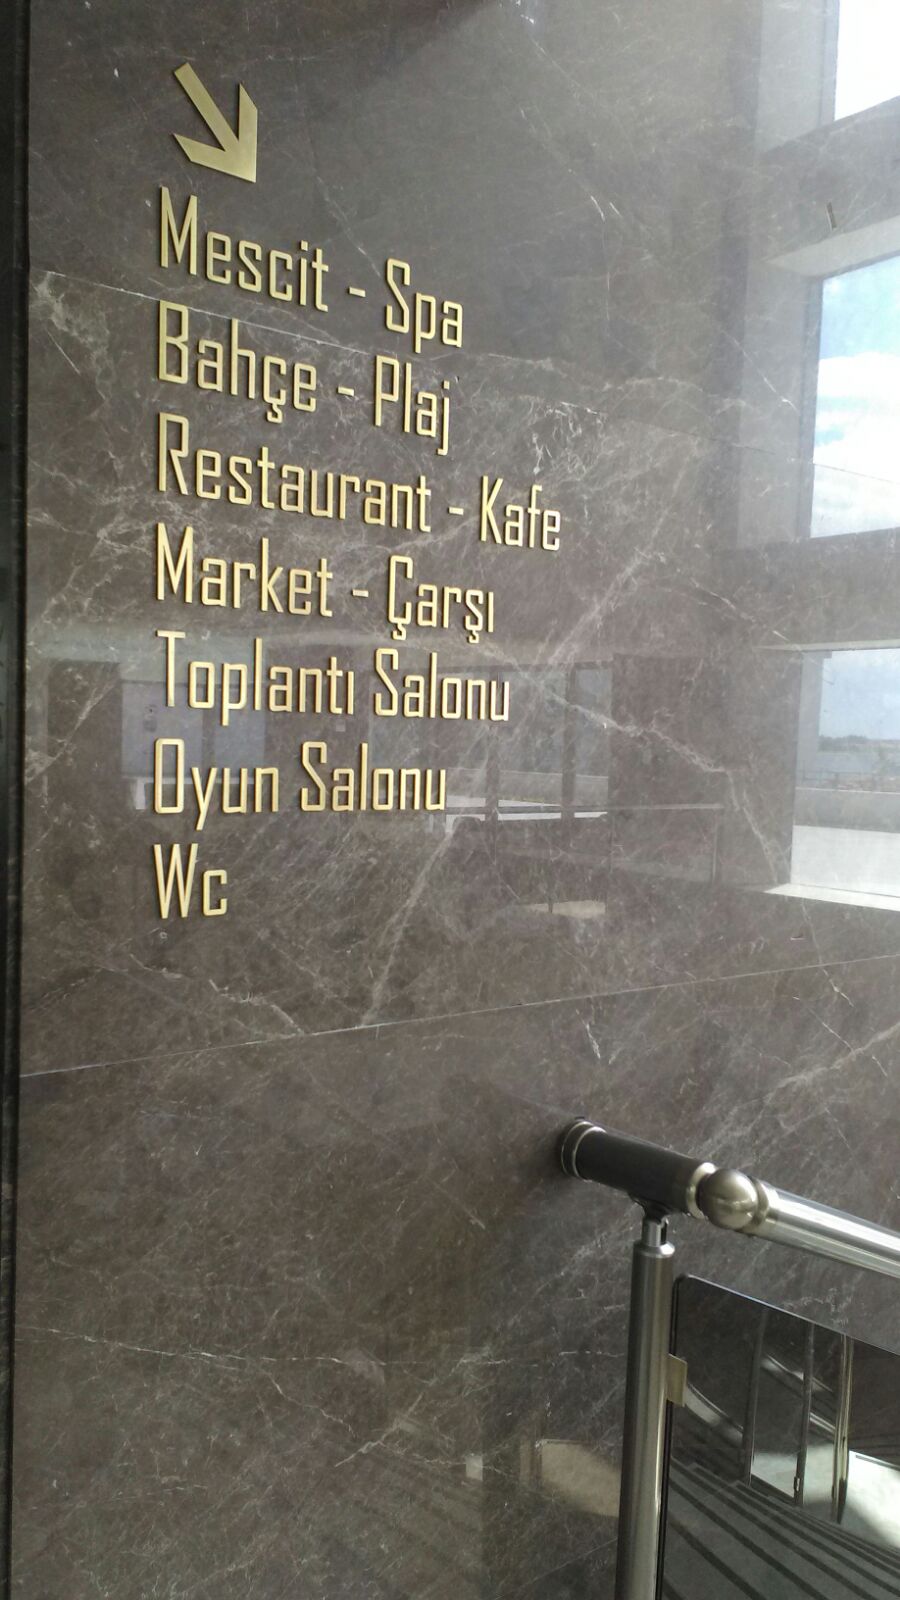 Mescit - Spa
Bahçe - Plaj
Restaurant - Kafe
Market - Çarşı
Toplantı Salonu
Oyun Salonu
Wc